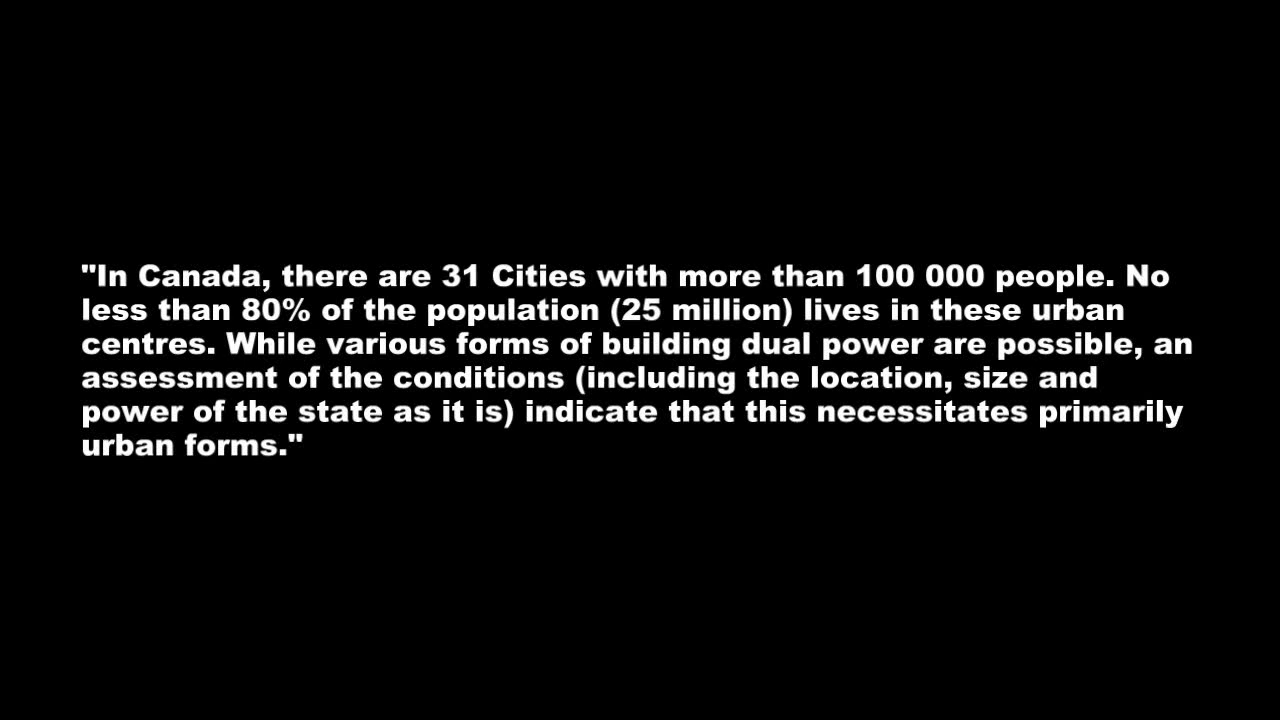 "In Canada, there are 31 Cities with more than 100 000 people. No
less than 80% of the population (25 million) lives in these urban
centres. While various forms of building dual power are possible, an
assessment of the conditions (including the location, size and
power of the state as it is) indicate that this necessitates primarily
urban forms."